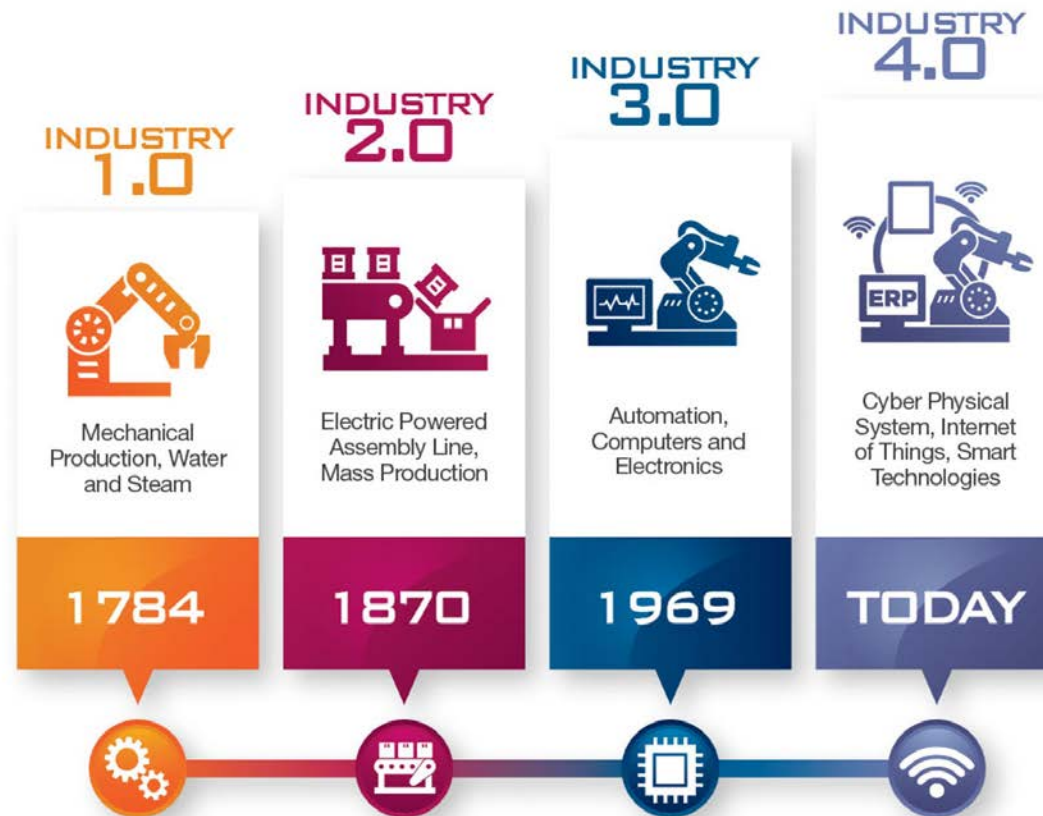 INDUSTRY
1.0
Mechanical
Production, Water
and Steam
1784
INDUSTRY
2.0
Electric Powered
Assembly Line,
Mass Production
1870
INDUSTRY
3.0
Automation,
Computers and
Electronics
1969
INDUSTRY
4.0
ERP
Cyber Physical
System, Internet
of Things, Smart
Technologies
TODAY